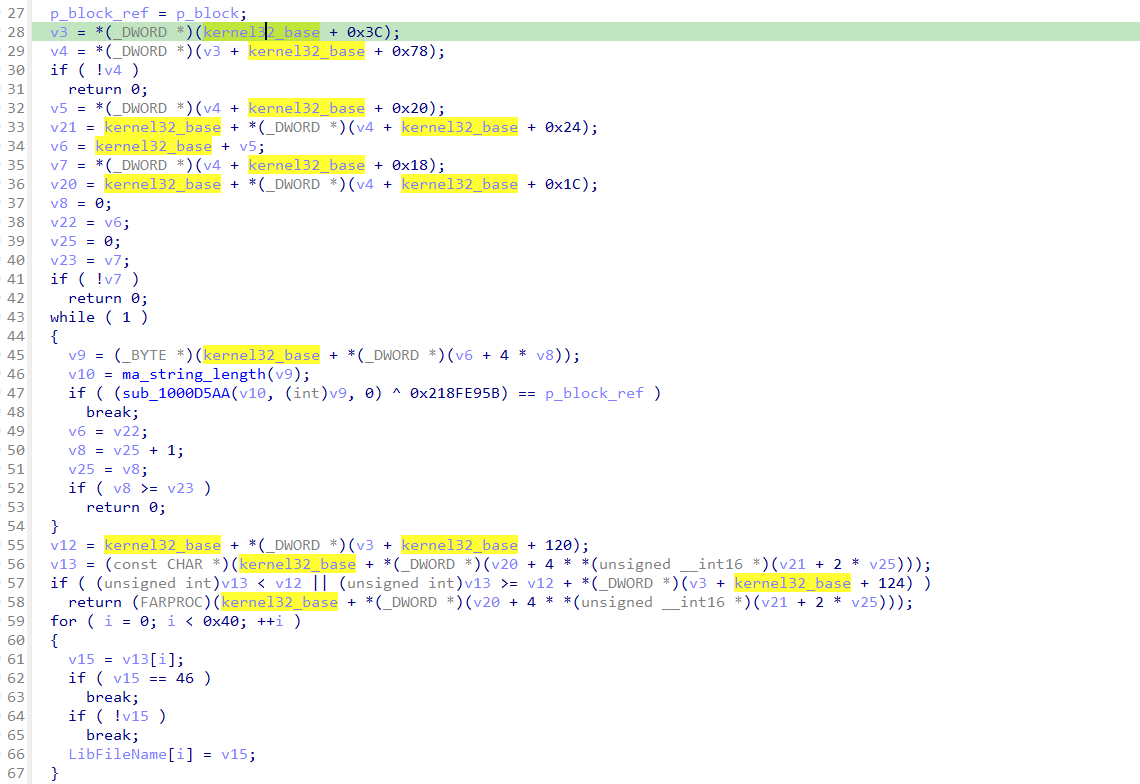 27 p_block_ref = p_block;
28 v3 = *(_DWORD *)(kernel32_base + 0x3C);
29 v4 = *(_DWORD *)(v3 + kernel32_base + 0x78);
30 if ( !v4 )
31 return 0;
32 v5 = *(_DWORD *)(v4 + kernel32_base + 0x20);
33 v21 = kernel32_base + *(_DWORD *)(v4 + kernel32_base + 0x24);
34 v6 = kernel32_base + v5;
35 v7 = *(_DWORD *)(v4 + kernel32_base + 0x18);
36 v20 = kernel32_base + *(_DWORD *)(v4 + kernel32_base + 0x1C);
37 v8 = 0;
38 v22 = v6;
39 v25 = 0;
40 v23 = v7;
41 if ( !v7 )
42 return 0;
43 while ( 1 )
44 {
45 v9 = (_BYTE *)(kernel32_base + *(_DWORD *)(v6 + 4 * v8));
46 v10 = ma_string_length(v9);
47 if ( (sub_1000D5AA(v10, (int)v9, 0) ^ 0x218FE95B) == p_block_ref )
48 break;
49 v6 = v22;
50 v8 = v25 + 1;
51 v25 = v8;
52 if ( v8 >= v23 )
53 return 0;
54 }
55 v12 = kernel32_base + *(_DWORD *)(v3 + kernel32_base + 120);
56 v13 = (const CHAR *)(kernel32_base + *(_DWORD *)(v20 + 4 * *(unsigned __int16 *)(v21 + 2 * v25)));
57 if ( (unsigned int)v13 < v12 || (unsigned int)v13 >= v12 + *(_DWORD *)(v3 + kernel32_base + 124) )
58 return (FARPROC)(kernel32_base + *(_DWORD *)(v20 + 4 * *(unsigned __int16 *)(v21 + 2 * v25)));
59 for ( i = 0; i < 0x40; ++i )
60 {
61 v15 = v13[i];
62 if ( v15 == 46 )
63 break;
64 if ( !v15 )
65 break;
66 LibFileName[i] = v15;
67 }